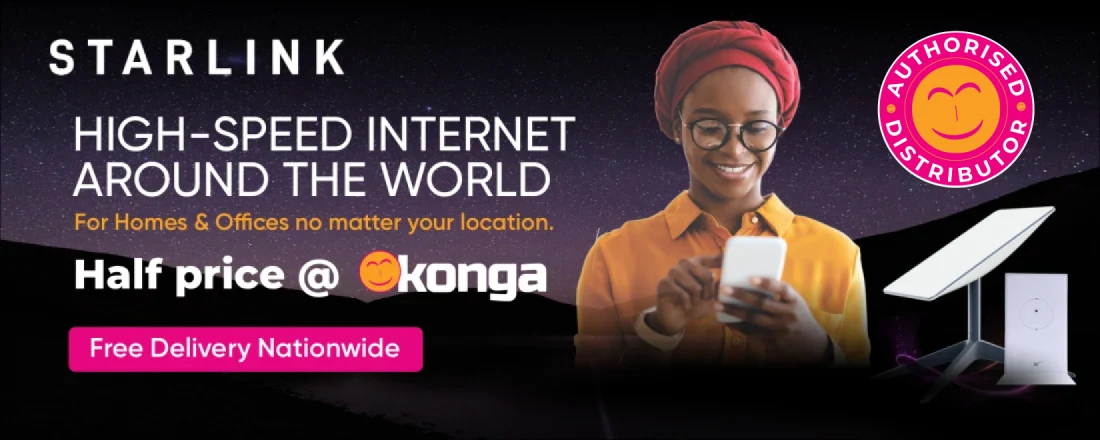 STARLINK
HIGH-SPEED INTERNET
AROUND THE WORLD
For Homes & Offices no matter your location.
Half price @ konga
Free Delivery Nationwide
AUTHORISED
DISTRIBUTOR